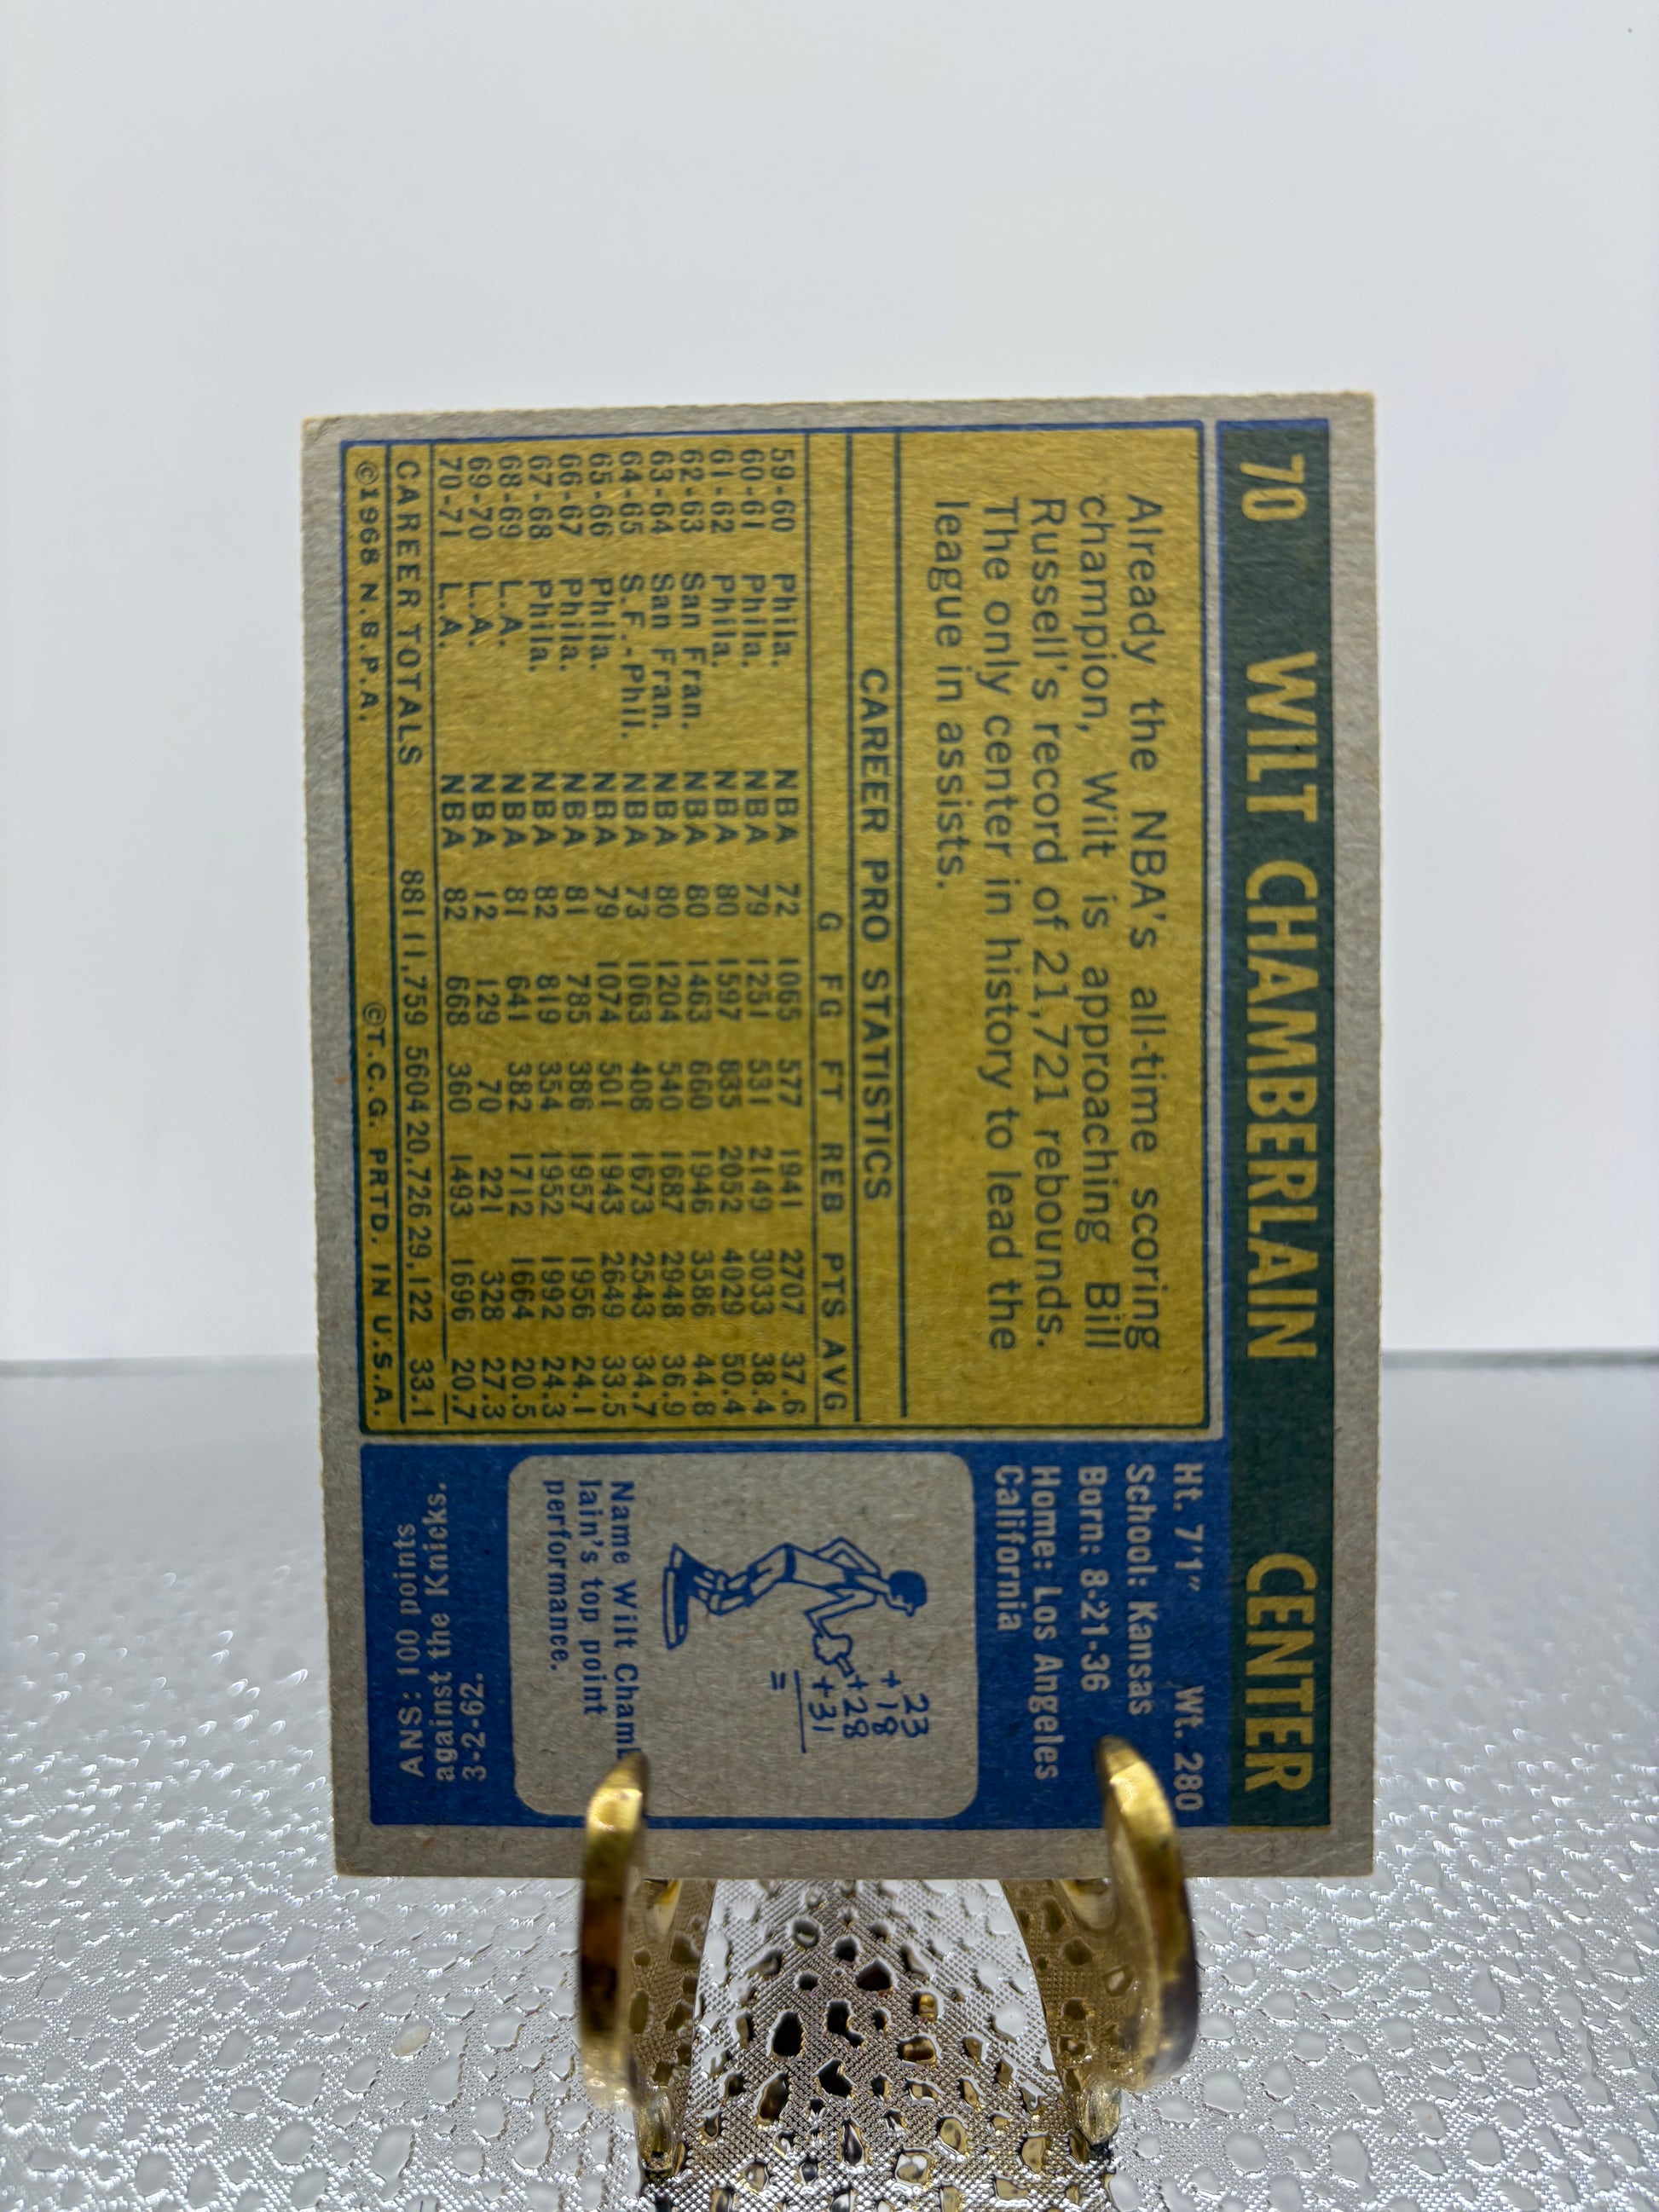 70 WILT CHAMBERLAIN CENTER
Already the NBA's all-time scoring
champion, Wilt is approaching Bill
Russell's record of 21,721 rebounds.
The only center in history to lead the
league in assists.
CAREER PRO STATISTICS
G FG FT REB PTS AVG
59-60 Phila. NBA 72 1065 577 1941 2707 37.6
60-61 Phila. NBA 79 1251 531 2149 3033 38.4
61-62 Phila. NBA 80 1597 835 2052 4029 50.4
62-63 San Fran. NBA 80 1463 660 1946 3586 44.8
63-64 San Fran. NBA 80 1204 540 1687 2948 36.9
64-65 S.F.-Phil. NBA 73 1063 408 1673 2543 34.7
65-66 Phila. NBA 79 1074 501 1943 2649 33.5
66-67 Phila. NBA 81 785 386 1957 1956 24.1
67-68 Phila. NBA 82 819 354 1952 1992 24.3
68-69 L.A. NBA 81 641 382 1712 1664 20.5
69-70 L.A. NBA 12 129 70 221 328 27.3
70-71 L.A. NBA 82 668 360 1493 1696 20.7
CAREER TOTALS 881 11,759 5604 20,726 29,122 33.1
©1968 N.B.P.A. ©T.C.G. PRTD. IN U.S.A.
Ht. 7'1" Wt. 280
School: Kansas
Born: 8-21-36
Home: Los Angeles
California
23
+18
+28
+31
=
Name Wilt Chamb
lain's top point
performance.
ANS: 100 points
against the Knicks.
3-2-62.